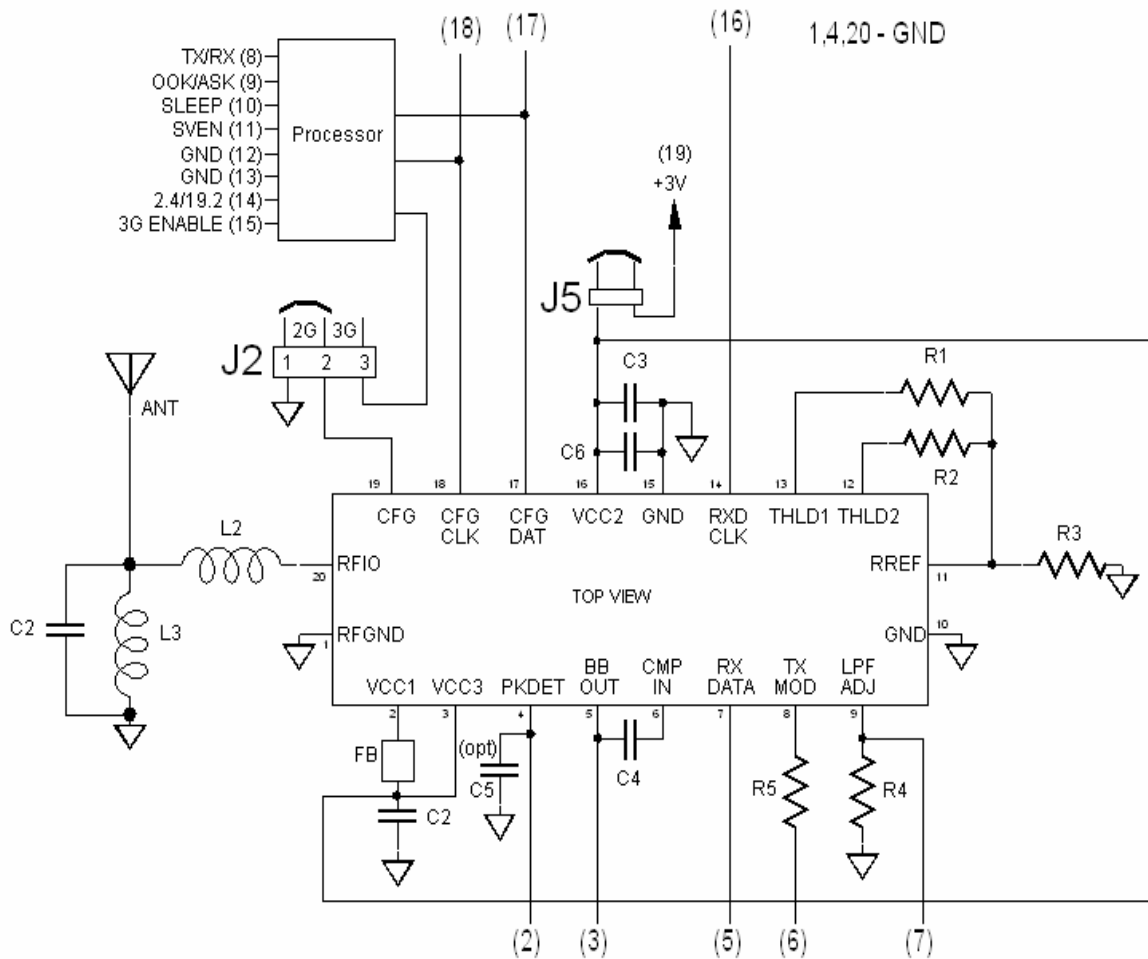 (18) (17) (16) 1,4,20 - GND
TX/RX (8)
OOK/ASK (9)
SLEEP (10)
SVEN (11)
GND (12)
GND (13)
2.4/19.2 (14)
3G ENABLE (15)
Processor
(19)
+3V
J5
2G 3G
J2 1 2 3
ANT
C3
C6
R1
R2
R3
19 18 17 16 15 14 13 12
CFG CFG CLK CFG DAT VCC2 GND RXD CLK THLD1 THLD2
L2
20 RFIO
RREF 11
TOP VIEW
C2 L3
1 RFGND
GND 10
VCC1 VCC3 PKDET BB OUT CMP IN RX DATA TX MOD LPF ADJ
2 3 4 5 6 7 8 9
FB
(opt)
C5
C2
C4
R5
R4
(2) (3) (5) (6) (7)